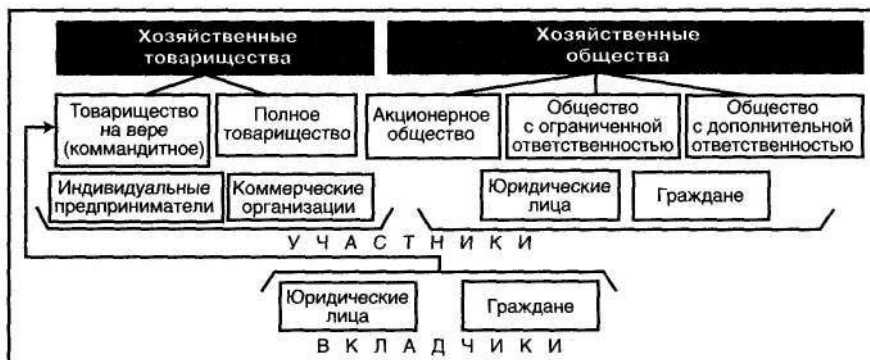 Хозяйственные
товарищества
Хозяйственные
общества
Товарищество
на вере
(коммандитное)
Полное
товарищество
Акционерное
общество
Общество
с ограниченной
ответственностью
Общество
с дополнительной
ответственностью
Индивидуальные
предприниматели
Коммерческие
организации
Юридические
лица
Граждане
У Ч А С Т Н И К И
Юридические
лица
Граждане
В К Л А Д Ч И К И